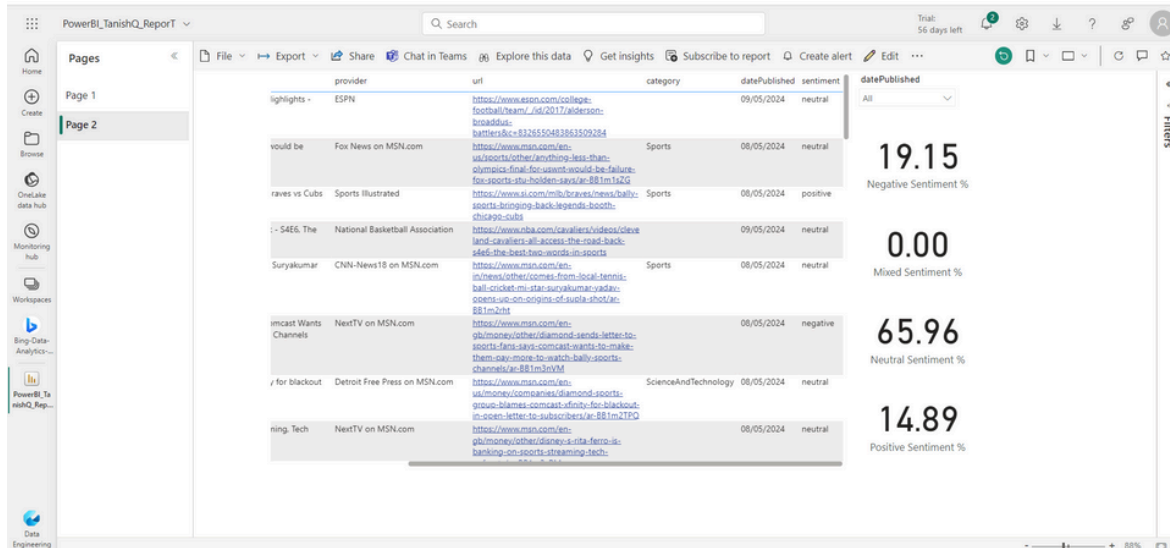 PowerBI_TanishQ_ReporT
Search
Trial:
56 days left
2
Home
Create
Browse
OneLake
data hub
Monitoring
hub
Workspaces
Bing-Data-
Analytics-...
PowerBI_Ta
nishQ_Rep...
Data
Engineering
Pages
Page 1
Page 2
File
Export
Share
Chat in Teams
Explore this data
Get insights
Subscribe to report
Create alert
Edit
provider url category datePublished sentiment
lighlights - ESPN https://www.espn.com/college- 09/05/2024 neutral
football/team/_/id/2017/alderson-
broaddus-
battlers&c=8326550483863509284
vould be Fox News on MSN.com https://www.msn.com/en- Sports 08/05/2024 neutral
us/sports/other/anything-less-than-
olympics-final-for-uswnt-would-be-failure-
fox-sports-stu-holden-says/ar-BB1m1sZG
raves vs Cubs Sports Illustrated https://www.si.com/mlb/braves/news/bally- Sports 08/05/2024 positive
sports-bringing-back-legends-booth-
chicago-cubs
: - S4E6, The National Basketball Association https://www.nba.com/cavaliers/videos/cleve 09/05/2024 neutral
land-cavaliers-all-access-the-road-back-
s4e6-the-best-two-words-in-sports
Suryakumar CNN-News18 on MSN.com https://www.msn.com/en- Sports 08/05/2024 neutral
in/news/other/comes-from-local-tennis-
ball-cricket-mi-star-suryakumar-yadav-
opens-up-on-origins-of-supla-shot/ar-
BB1m2rht
omcast Wants NextTV on MSN.com https://www.msn.com/en- 08/05/2024 negative
Channels gb/money/other/diamond-sends-letter-to-
sports-fans-says-comcast-wants-to-make-
them-pay-more-to-watch-bally-sports-
channels/ar-BB1m3nVM
y for blackout Detroit Free Press on MSN.com https://www.msn.com/en- ScienceAndTechnology 08/05/2024 neutral
us/money/companies/diamond-sports-
group-blames-comcast-xfinity-for-blackout-
in-open-letter-to-subscribers/ar-BB1m2TPQ
ning, Tech NextTV on MSN.com https://www.msn.com/en- 08/05/2024 neutral
gb/money/other/disney-s-rita-ferro-is-
banking-on-sports-streaming-tech-
datePublished
All
19.15
Negative Sentiment %
0.00
Mixed Sentiment %
65.96
Neutral Sentiment %
14.89
Positive Sentiment %
Filters
88%